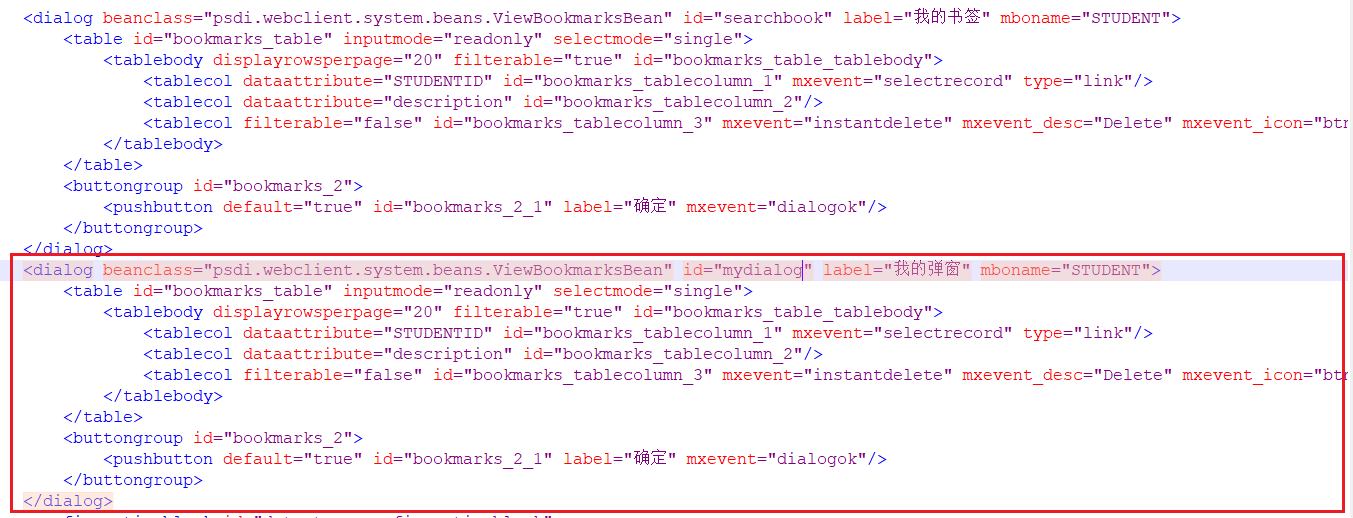 <dialog beanclass="psdi.webclient.system.beans.ViewBookmarksBean" id="searchbook" label="我的书签" mboname="STUDENT">
<table id="bookmarks_table" inputmode="readonly" selectmode="single">
<tablebody displayrowsperpage="20" filterable="true" id="bookmarks_table_tablebody">
<tablecol dataattribute="STUDENTID" id="bookmarks_tablecolumn_1" mxevent="selectrecord" type="link"/>
<tablecol dataattribute="description" id="bookmarks_tablecolumn_2"/>
<tablecol filterable="false" id="bookmarks_tablecolumn_3" mxevent="instantdelete" mxevent_desc="Delete" mxevent_icon="btn
</tablebody>
</table>
<buttongroup id="bookmarks_2">
<pushbutton default="true" id="bookmarks_2_1" label="确定" mxevent="dialogok"/>
</buttongroup>
</dialog>
<dialog beanclass="psdi.webclient.system.beans.ViewBookmarksBean" id="mydialog" label="我的弹窗" mboname="STUDENT">
<table id="bookmarks_table" inputmode="readonly" selectmode="single">
<tablebody displayrowsperpage="20" filterable="true" id="bookmarks_table_tablebody">
<tablecol dataattribute="STUDENTID" id="bookmarks_tablecolumn_1" mxevent="selectrecord" type="link"/>
<tablecol dataattribute="description" id="bookmarks_tablecolumn_2"/>
<tablecol filterable="false" id="bookmarks_tablecolumn_3" mxevent="instantdelete" mxevent_desc="Delete" mxevent_icon="btn
</tablebody>
</table>
<buttongroup id="bookmarks_2">
<pushbutton default="true" id="bookmarks_2_1" label="确定" mxevent="dialogok"/>
</buttongroup>
</dialog>